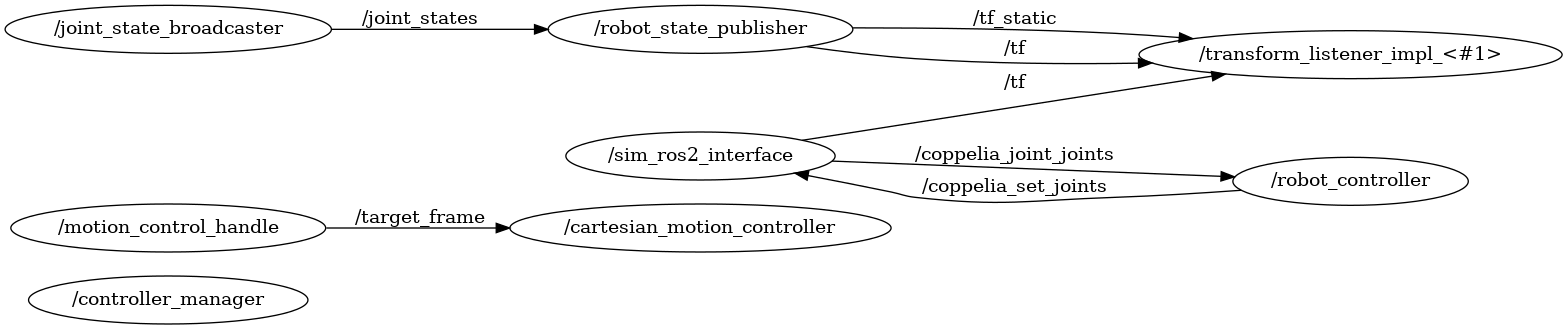 /joint_state_broadcaster
/joint_states
/robot_state_publisher
/tf_static
/tf
/transform_listener_impl_<#1>
/tf
/sim_ros2_interface
/coppelia_joint_joints
/coppelia_set_joints
/robot_controller
/motion_control_handle
/target_frame
/cartesian_motion_controller
/controller_manager